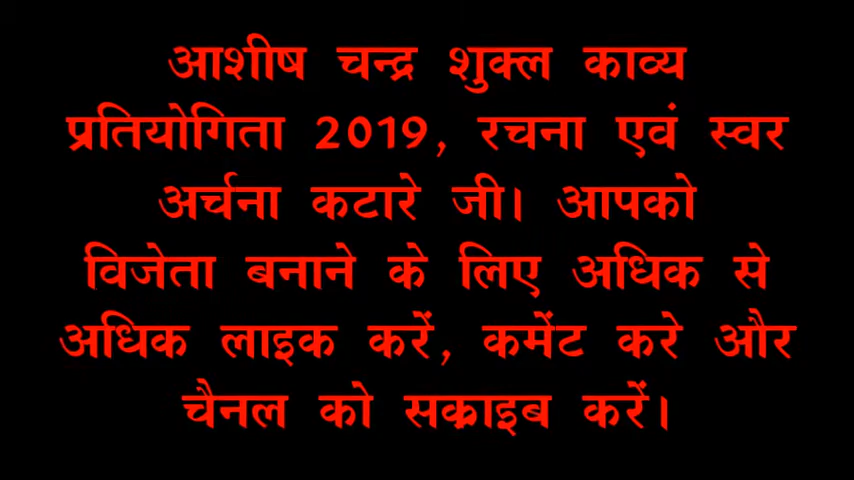 आशीष चन्द्र शुक्ल काव्य
प्रतियोगिता 2019, रचना एवं स्वर
अर्चना कटारे जी। आपको
विजेता बनाने के लिए अधिक से
अधिक लाइक करें, कमेंट करे और
चैनल को सक्राइब करें।